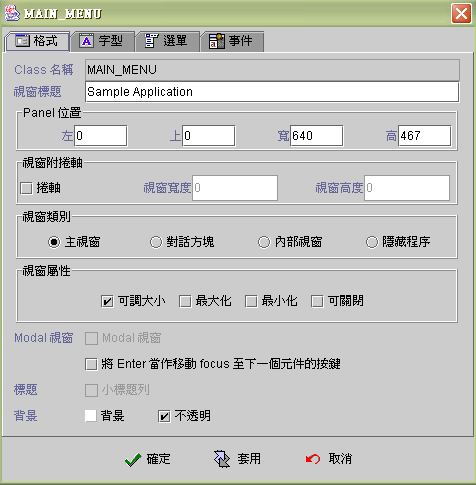 MAIN_MENU
格式 字型 選單 事件
Class 名稱 MAIN_MENU
視窗標題 Sample Application
Panel 位置
左 0 上 0 寬 640 高 467
視窗附捲軸
捲軸 視窗寬度 0 視窗高度 0
視窗類別
主視窗 對話方塊 內部視窗 隱藏程序
視窗屬性
可調大小 最大化 最小化 可關閉
Modal 視窗 Modal 視窗
將 Enter 當作移動 focus 至下一個元件的按鍵
標題 小標題列
背景 背景 不透明
確定 套用 取消